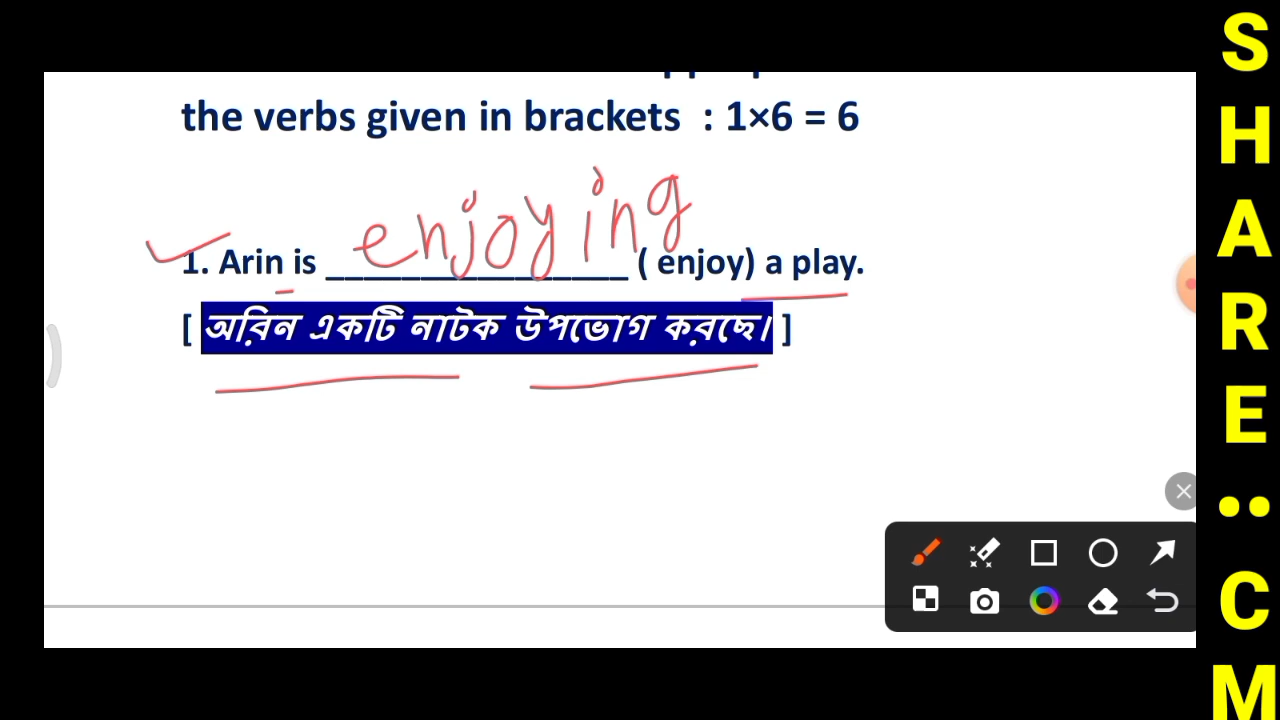 the verbs given in brackets : 1×6 = 6
enjoying
1. Arin is ________________ ( enjoy) a play.
[ অরিন একটি নাটক উপভোগ করছে। ]
S
H
A
R
E
••
C
M